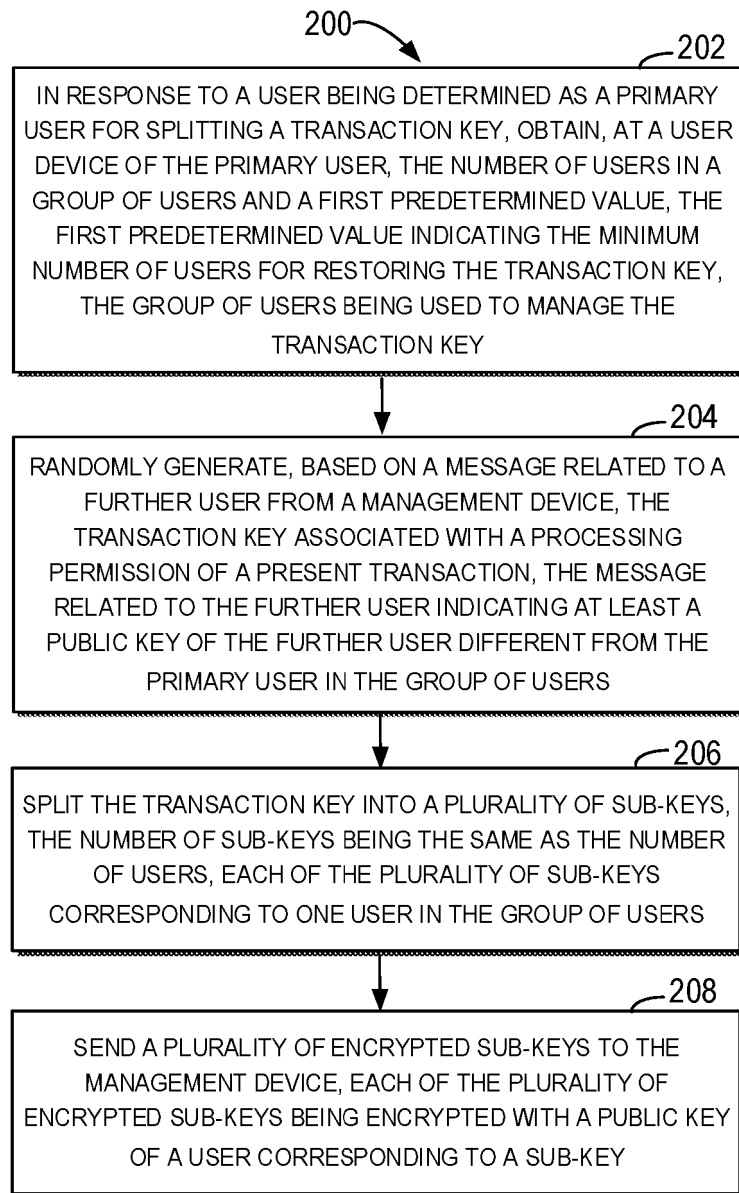 200
202
IN RESPONSE TO A USER BEING DETERMINED AS A PRIMARY
USER FOR SPLITTING A TRANSACTION KEY, OBTAIN, AT A USER
DEVICE OF THE PRIMARY USER, THE NUMBER OF USERS IN A
GROUP OF USERS AND A FIRST PREDETERMINED VALUE, THE
FIRST PREDETERMINED VALUE INDICATING THE MINIMUM
NUMBER OF USERS FOR RESTORING THE TRANSACTION KEY,
THE GROUP OF USERS BEING USED TO MANAGE THE
TRANSACTION KEY
204
RANDOMLY GENERATE, BASED ON A MESSAGE RELATED TO A
FURTHER USER FROM A MANAGEMENT DEVICE, THE
TRANSACTION KEY ASSOCIATED WITH A PROCESSING
PERMISSION OF A PRESENT TRANSACTION, THE MESSAGE
RELATED TO THE FURTHER USER INDICATING AT LEAST A
PUBLIC KEY OF THE FURTHER USER DIFFERENT FROM THE
PRIMARY USER IN THE GROUP OF USERS
206
SPLIT THE TRANSACTION KEY INTO A PLURALITY OF SUB-KEYS,
THE NUMBER OF SUB-KEYS BEING THE SAME AS THE NUMBER
OF USERS, EACH OF THE PLURALITY OF SUB-KEYS
CORRESPONDING TO ONE USER IN THE GROUP OF USERS
208
SEND A PLURALITY OF ENCRYPTED SUB-KEYS TO THE
MANAGEMENT DEVICE, EACH OF THE PLURALITY OF
ENCRYPTED SUB-KEYS BEING ENCRYPTED WITH A PUBLIC KEY
OF A USER CORRESPONDING TO A SUB-KEY